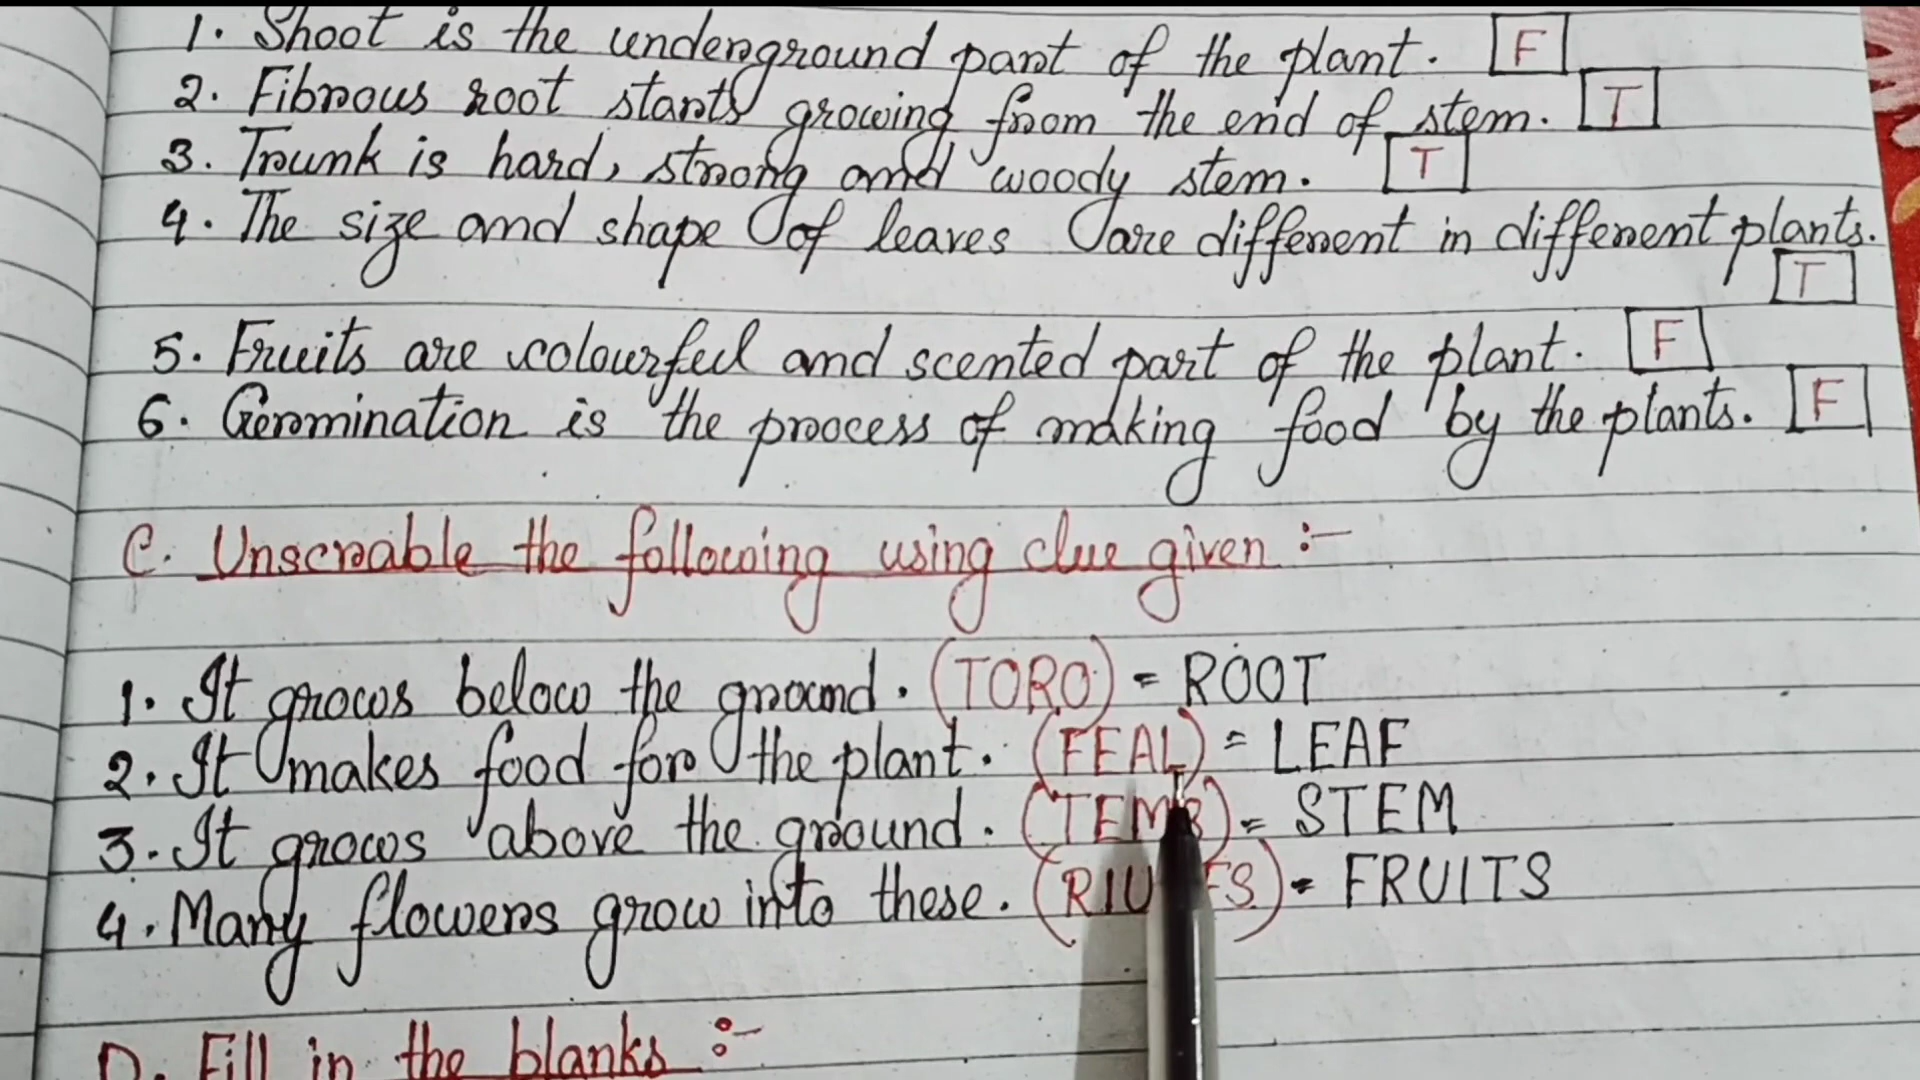 1. Shoot is the underground part of the plant. F
2. Fibrous root starts growing from the end of stem. T
3. Trunk is hard, strong and woody stem. T
4. The size and shape of leaves are different in different plants.
T
5. Fruits are colourful and scented part of the plant. F
6. Germination is the process of making food by the plants. F
C. Unscrable the following using clue given :-
1. It grows below the ground. (TORO) = ROOT
2. It makes food for the plant. (FEAL) = LEAF
3. It grows above the ground. = STEM
4. Many flowers grow into these. = FRUITS
D. Fill in the blanks :-